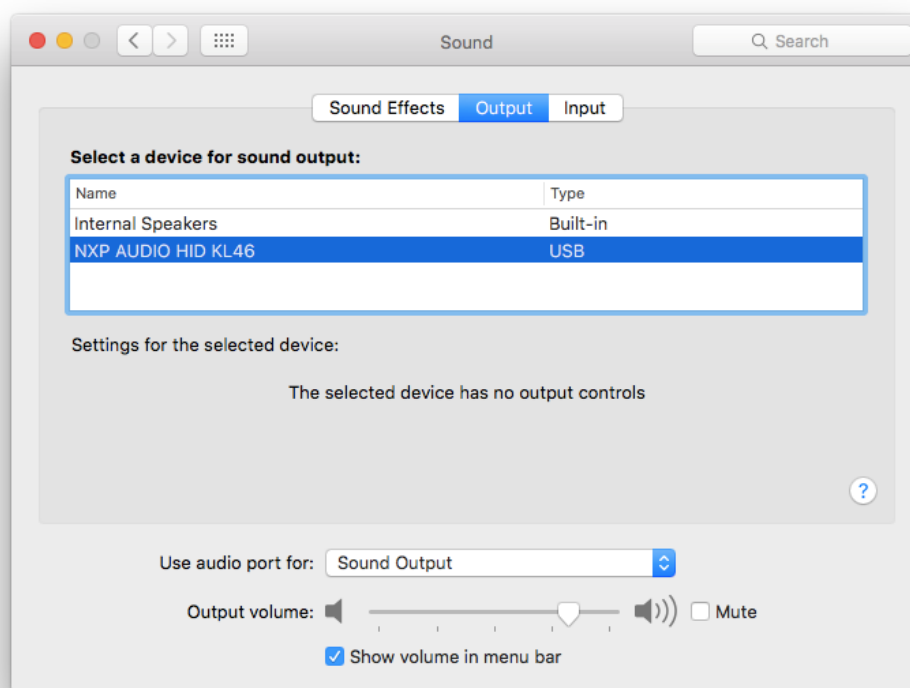 Sound
Search
Sound Effects Output Input
Select a device for sound output:
Name Type
Internal Speakers Built-in
NXP AUDIO HID KL46 USB
Settings for the selected device:
The selected device has no output controls
?
Use audio port for: Sound Output
Output volume: Mute
Show volume in menu bar